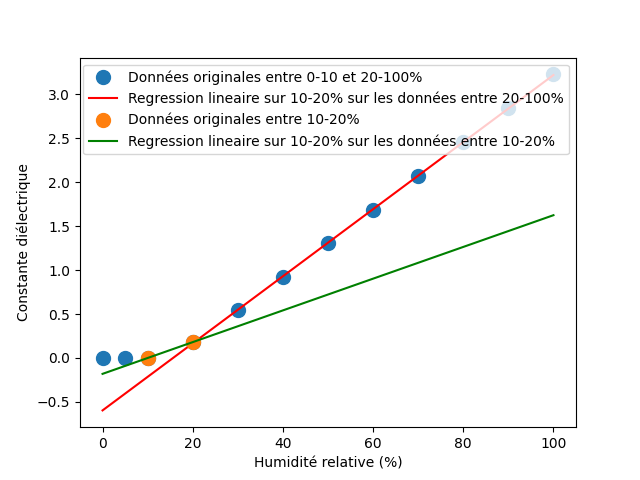 Données originales entre 0-10 et 20-100%
Regression lineaire sur 10-20% sur les données entre 20-100%
Données originales entre 10-20%
Regression lineaire sur 10-20% sur les données entre 10-20%
Constante diélectrique
3.0
2.5
2.0
1.5
1.0
0.5
0.0
−0.5
0 20 40 60 80 100
Humidité relative (%)